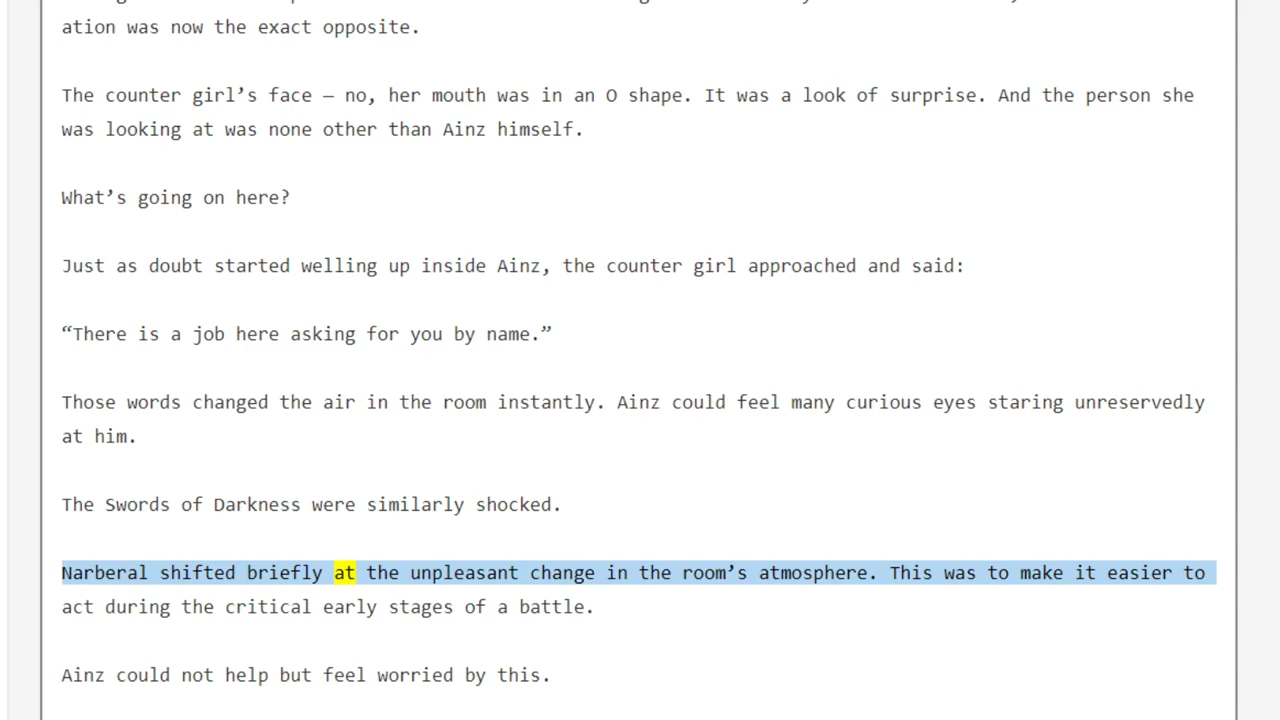 ation was now the exact opposite.
The counter girl’s face — no, her mouth was in an O shape. It was a look of surprise. And the person she
was looking at was none other than Ainz himself.
What’s going on here?
Just as doubt started welling up inside Ainz, the counter girl approached and said:
“There is a job here asking for you by name.”
Those words changed the air in the room instantly. Ainz could feel many curious eyes staring unreservedly
at him.
The Swords of Darkness were similarly shocked.
Narberal shifted briefly at the unpleasant change in the room’s atmosphere. This was to make it easier to
act during the critical early stages of a battle.
Ainz could not help but feel worried by this.